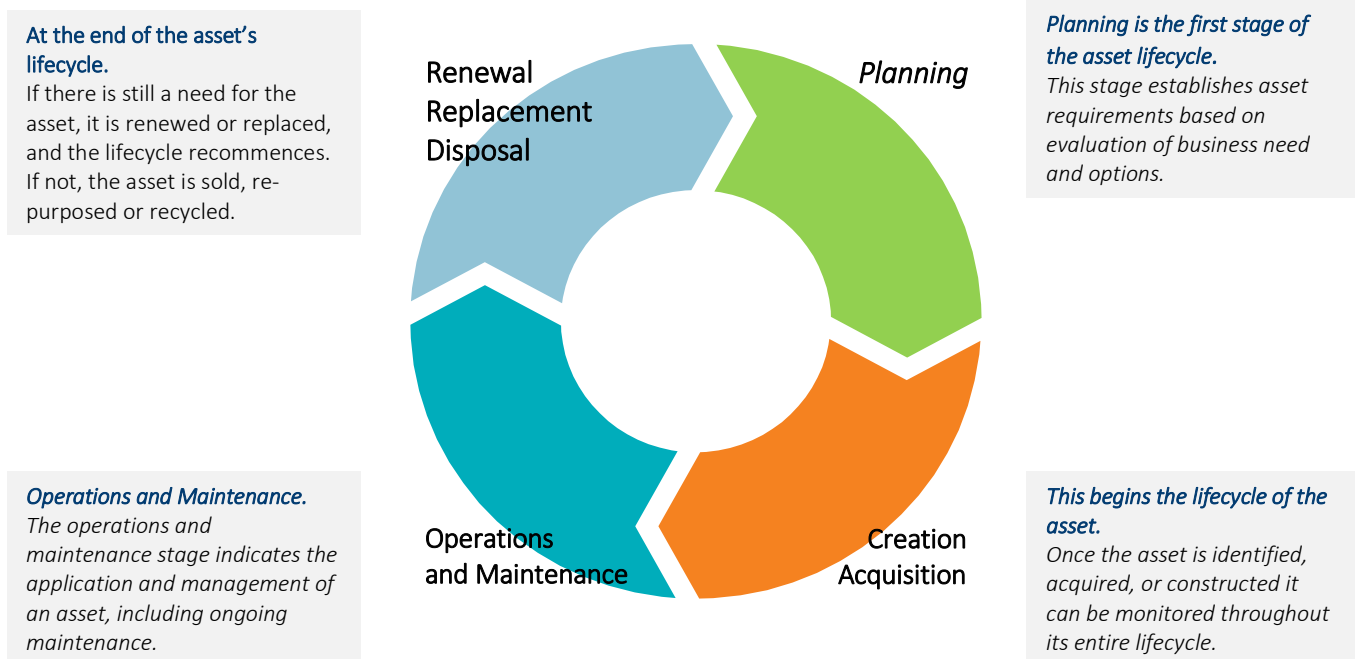 At the end of the asset's
lifecycle.
If there is still a need for the
asset, it is renewed or replaced,
and the lifecycle recommences.
If not, the asset is sold, re-
purposed or recycled.
Renewal
Replacement
Disposal
Planning
Planning is the first stage of
the asset lifecycle.
This stage establishes asset
requirements based on
evaluation of business need
and options.
Operations and Maintenance.
The operations and
maintenance stage indicates the
application and management of
an asset, including ongoing
maintenance.
Operations
and Maintenance
Creation
Acquisition
This begins the lifecycle of the
asset.
Once the asset is identified,
acquired, or constructed it
can be monitored throughout
its entire lifecycle.